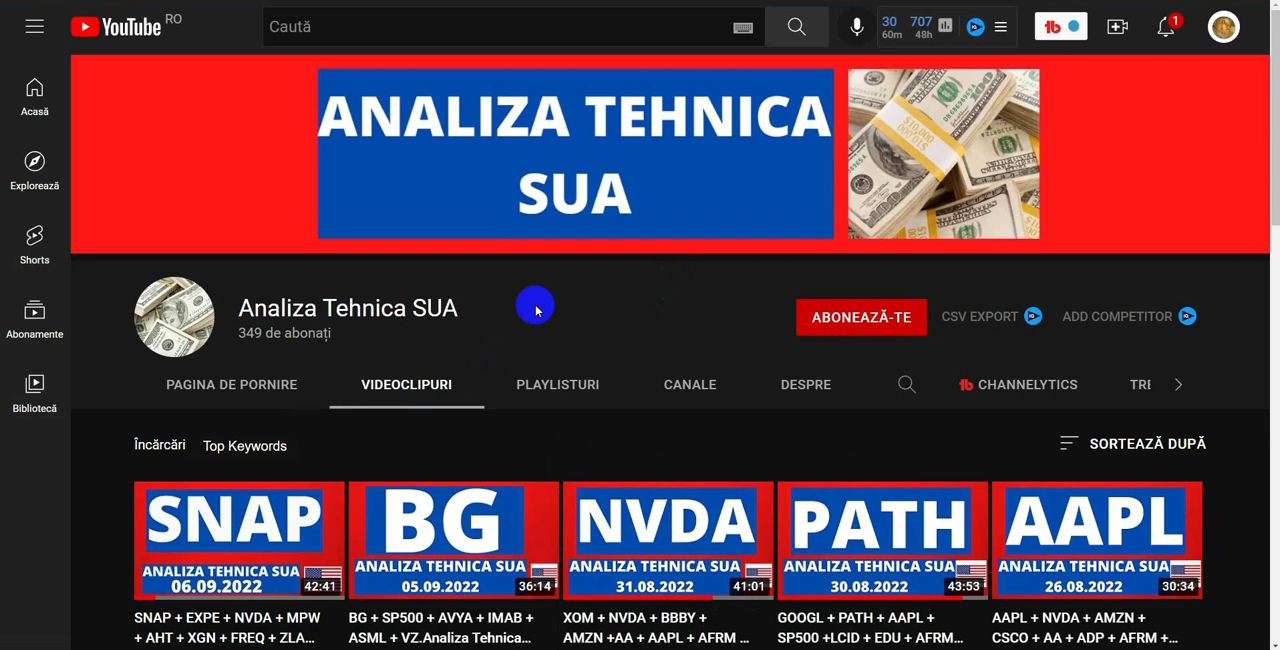 YouTube RO
Caută
30 707
60m 48h
1
Acasă
Explorează
Shorts
Abonamente
Bibliotecă
ANALIZA TEHNICA
SUA
Analiza Tehnica SUA
349 de abonați
ABONEAZĂ-TE
CSV EXPORT
ADD COMPETITOR
PAGINA DE PORNIRE
VIDEOCLIPURI
PLAYLISTURI
CANALE
DESPRE
CHANNELYTICS
Încărcări
Top Keywords
SORTEAZĂ DUPĂ
SNAP
ANALIZA TEHNICA SUA
06.09.2022
42:41
SNAP + EXPE + NVDA + MPW
+ AHT + XGN + FREQ + ZLA...
BG
ANALIZA TEHNICA SUA
05.09.2022
36:14
BG + SP500 + AVYA + IMAB +
ASML + VZ.Analiza Tehnica...
NVDA
ANALIZA TEHNICA SUA
31.08.2022
41:01
XOM + NVDA + BBBY +
AMZN +AA + AAPL + AFRM ...
PATH
ANALIZA TEHNICA SUA
30.08.2022
43:53
GOOGL + PATH + AAPL +
SP500 +LCID + EDU + AFRM...
AAPL
ANALIZA TEHNICA SUA
26.08.2022
30:34
AAPL + NVDA + AMZN +
CSCO + AA + ADP + AFRM +...